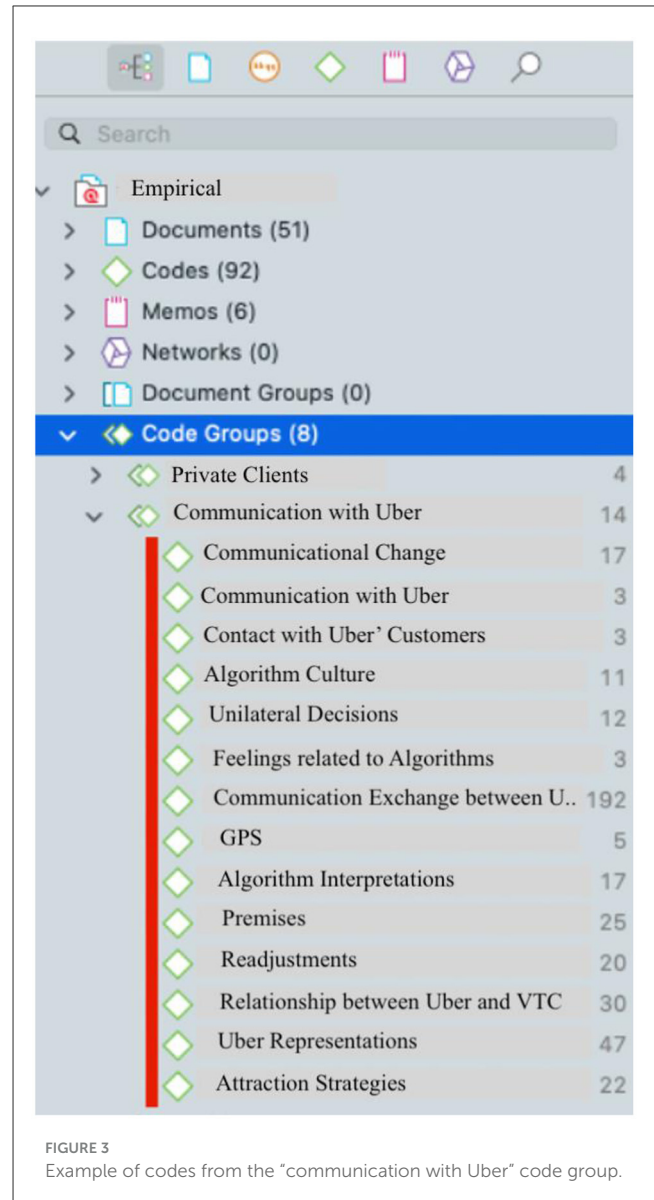 Search
Empirical
Documents (51)
Codes (92)
Memos (6)
Networks (0)
Document Groups (0)
Code Groups (8)
Private Clients 4
Communication with Uber 14
Communicational Change 17
Communication with Uber 3
Contact with Uber’ Customers 3
Algorithm Culture 11
Unilateral Decisions 12
Feelings related to Algorithms 3
Communication Exchange between U.. 192
GPS 5
Algorithm Interpretations 17
Premises 25
Readjustments 20
Relationship between Uber and VTC 30
Uber Representations 47
Attraction Strategies 22
FIGURE 3
Example of codes from the “communication with Uber” code group.